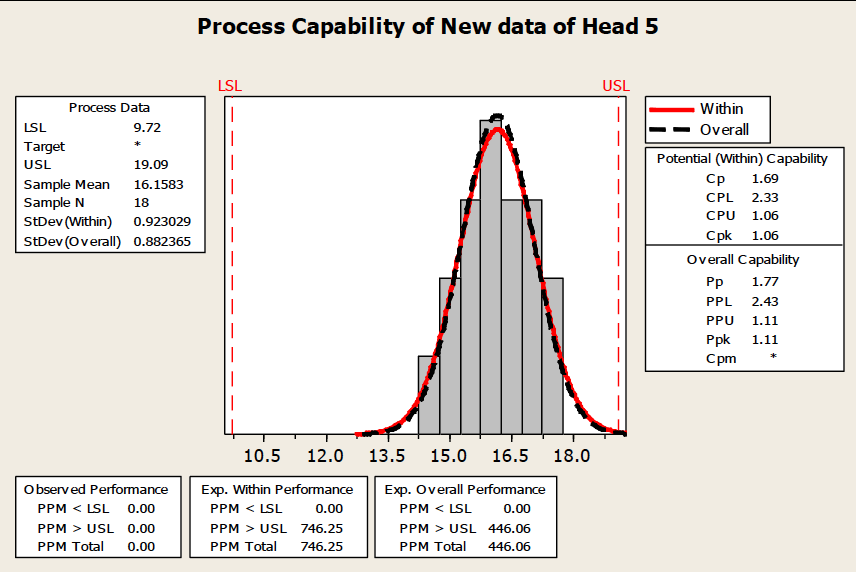 Process Capability of New data of Head 5
LSL
USL
Process Data
LSL 9.72
Target *
USL 19.09
Sample Mean 16.1583
Sample N 18
StDev(Within) 0.923029
StDev(Overall) 0.882365
Within
Overall
Potential (Within) Capability
Cp 1.69
CPL 2.33
CPU 1.06
Cpk 1.06
Overall Capability
Pp 1.77
PPL 2.43
PPU 1.11
Ppk 1.11
Cpm *
10.5 12.0 13.5 15.0 16.5 18.0
Observed Performance
PPM < LSL 0.00
PPM > USL 0.00
PPM Total 0.00
Exp. Within Performance
PPM < LSL 0.00
PPM > USL 746.25
PPM Total 746.25
Exp. Overall Performance
PPM < LSL 0.00
PPM > USL 446.06
PPM Total 446.06